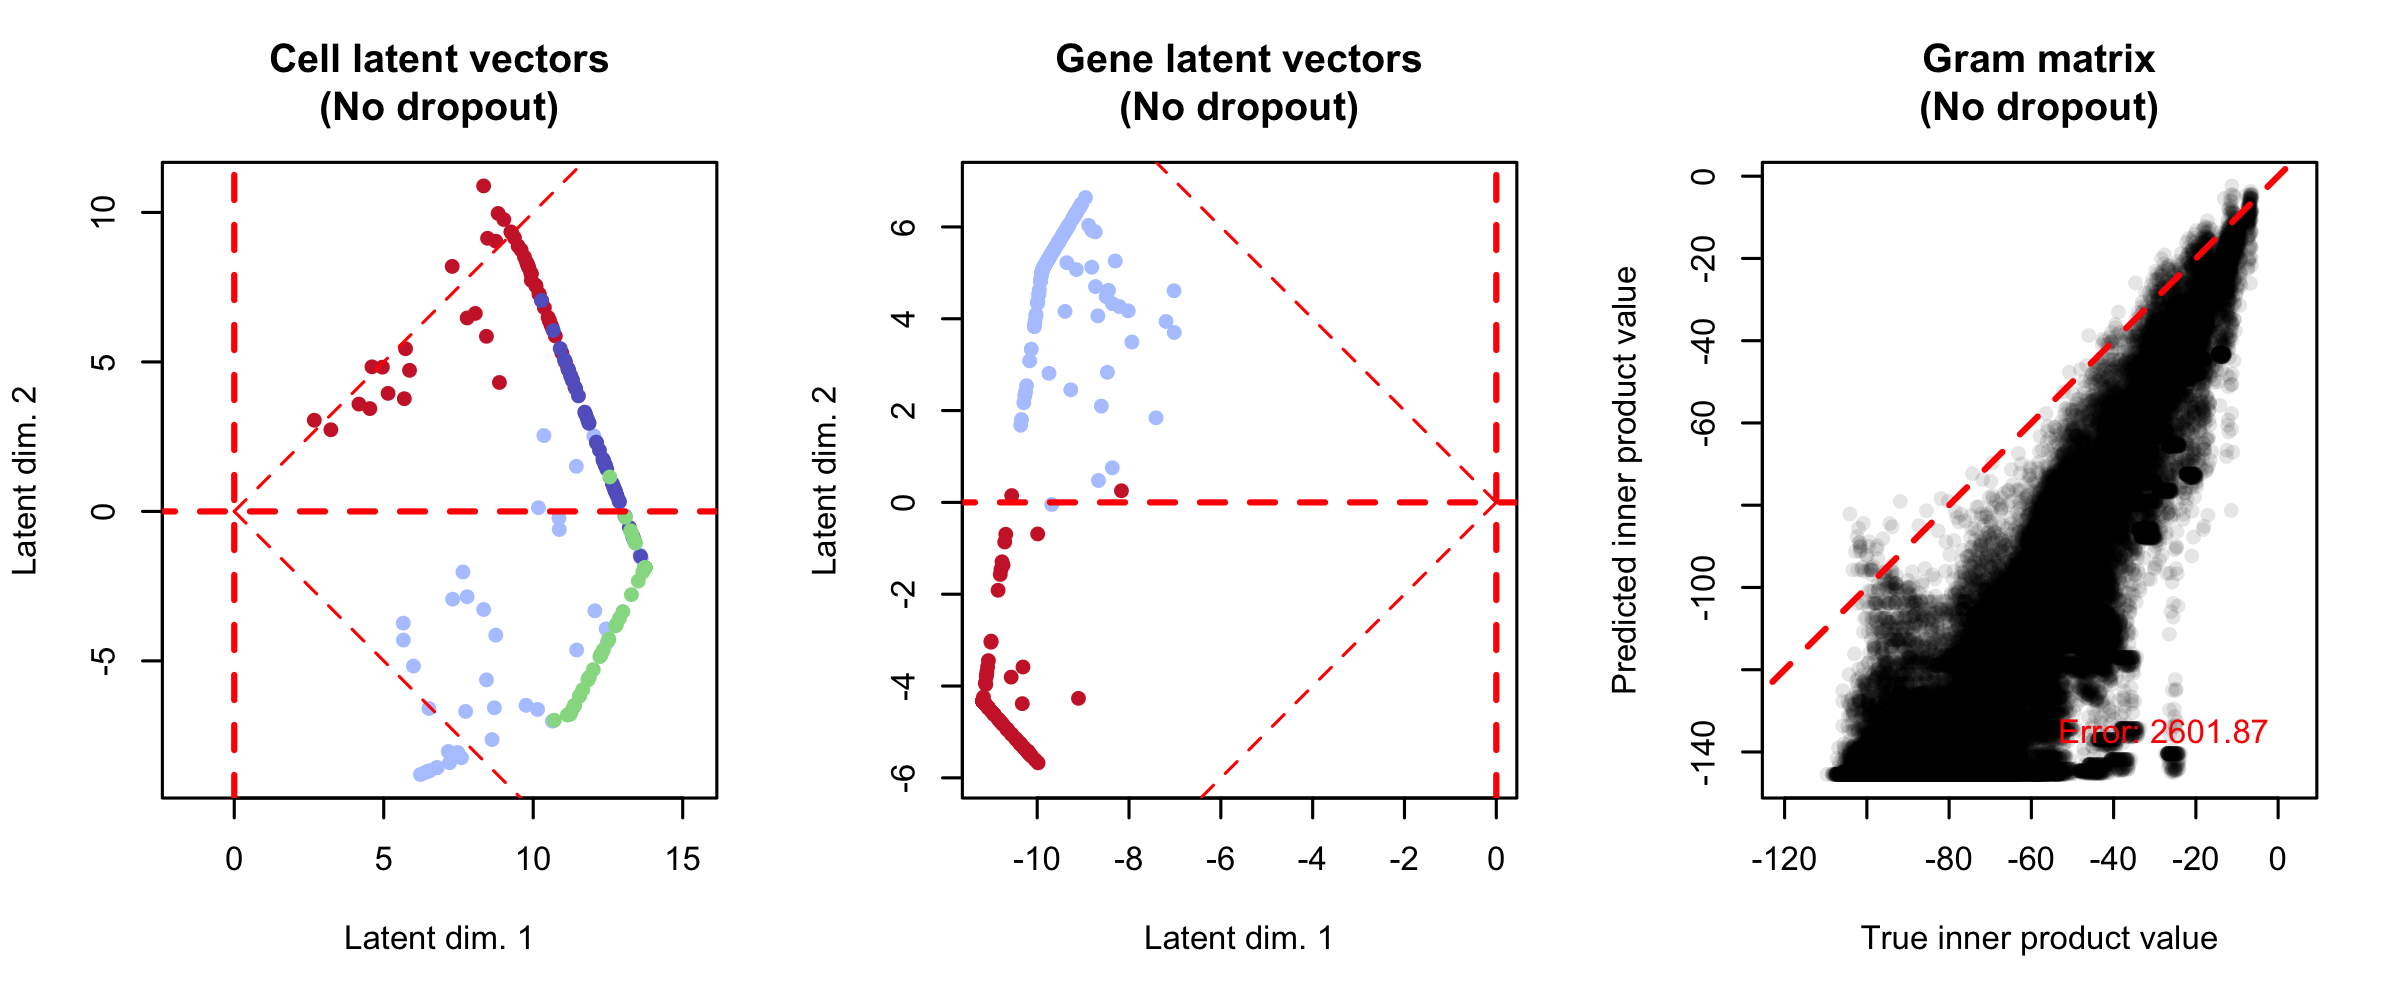 Cell latent vectors
(No dropout)
Latent dim. 2
10
5
0
-5
0
5
10
15
Latent dim. 1
Gene latent vectors
(No dropout)
Latent dim. 2
6
4
2
0
-2
-4
-6
-10
-8
-6
-4
-2
0
Latent dim. 1
Gram matrix
(No dropout)
Predicted inner product value
0
-20
-40
-60
-100
-140
Error: 2601.87
-120
-80
-60
-40
-20
0
True inner product value